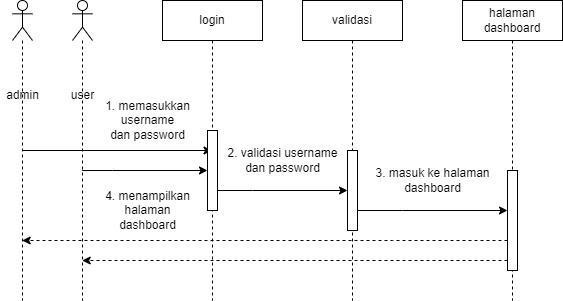 login
validasi
halaman
dashboard
admin
user
1. memasukkan
username
dan password
2. validasi username
dan password
3. masuk ke halaman
dashboard
4. menampilkan
halaman
dashboard